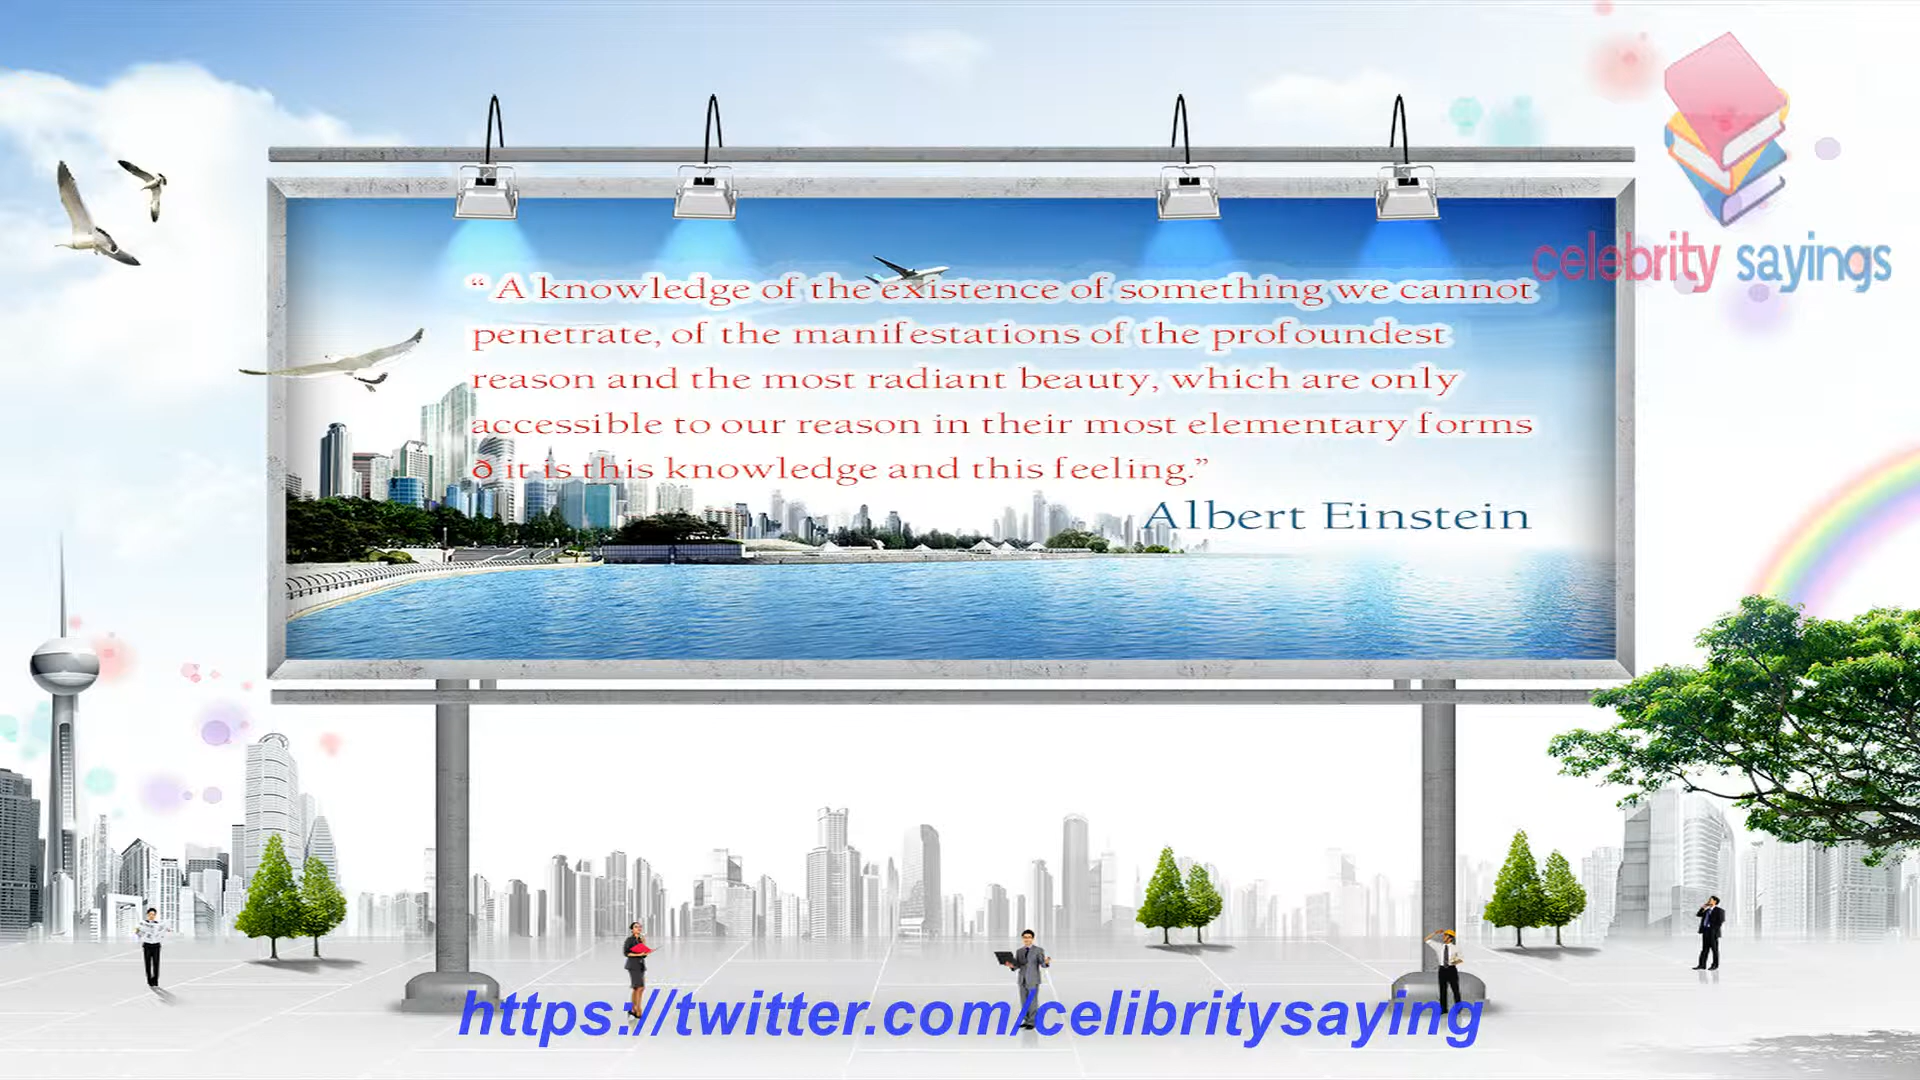 celebrity sayings
“ A knowledge of the existence of something we cannot
penetrate, of the manifestations of the profoundest
reason and the most radiant beauty, which are only
accessible to our reason in their most elementary forms
ð it is this knowledge and this feeling.”
Albert Einstein
https://twitter.com/celibritysaying